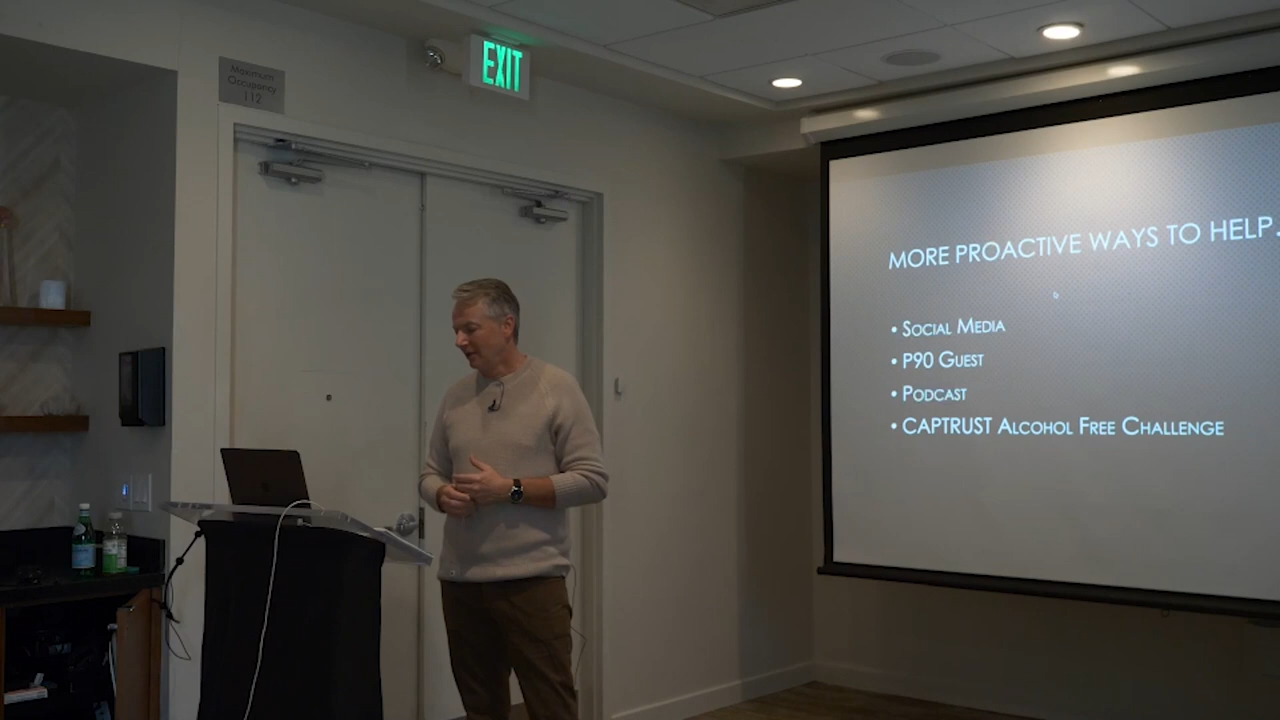 Maximum
Occupancy
112
EXIT
MORE PROACTIVE WAYS TO HELP.
• SOCIAL MEDIA
• P90 GUEST
• PODCAST
• CAPTRUST ALCOHOL FREE CHALLENGE